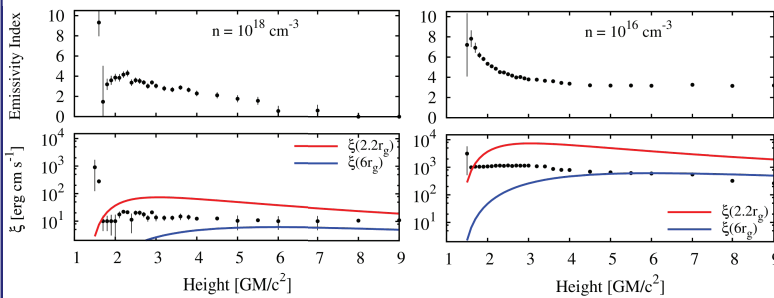 Emissivity Index
10
8
6
4
2
0
n = 10¹⁸ cm⁻³
10
8
6
4
2
0
n = 10¹⁶ cm⁻³
ξ [erg cm s⁻¹]
10⁴
10³
10²
10¹
ξ(2.2r_g)
ξ(6r_g)
10⁴
10³
10²
10¹
ξ(2.2r_g)
ξ(6r_g)
1 2 3 4 5 6 7 8 9
1 2 3 4 5 6 7 8 9
Height [GM/c²]
Height [GM/c²]